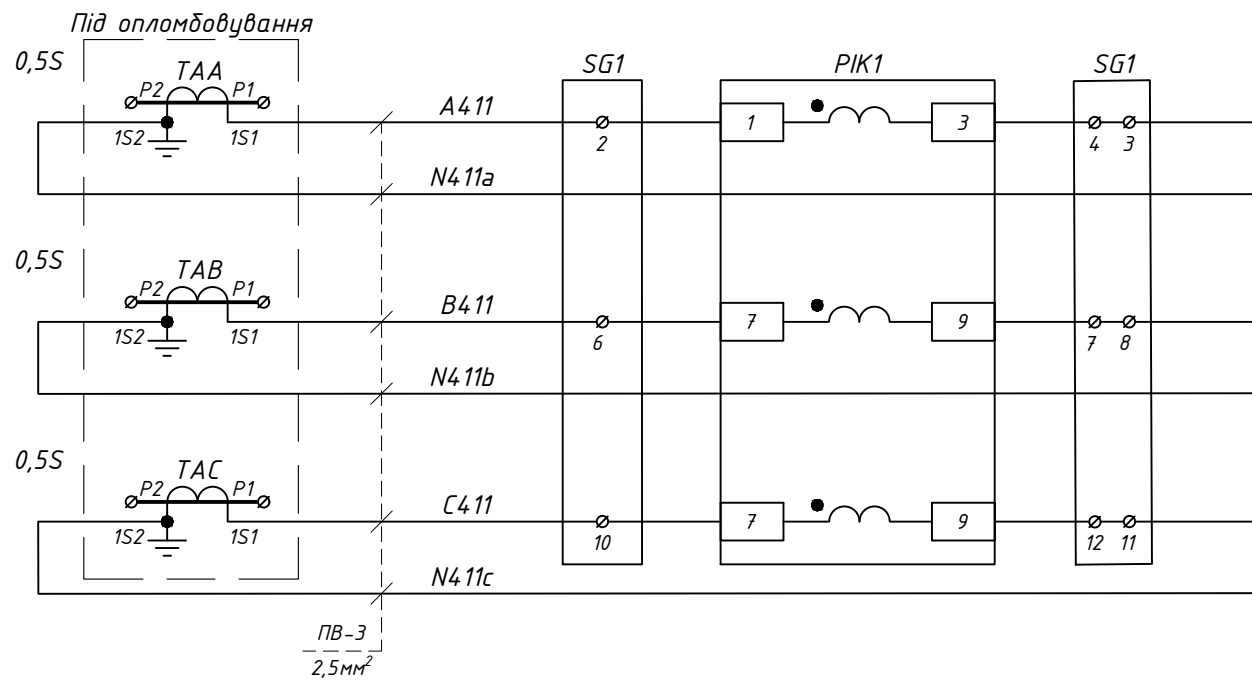 Під опломбовування
0,5S
TAA
P2
P1
1S2
1S1
A411
N411a
SG1
2
PIK1
1
3
SG1
4
3
0,5S
TAB
P2
P1
1S2
1S1
B411
N411b
6
7
9
7
8
0,5S
TAC
P2
P1
1S2
1S1
C411
N411c
10
7
9
12
11
ПВ-3
2,5мм²